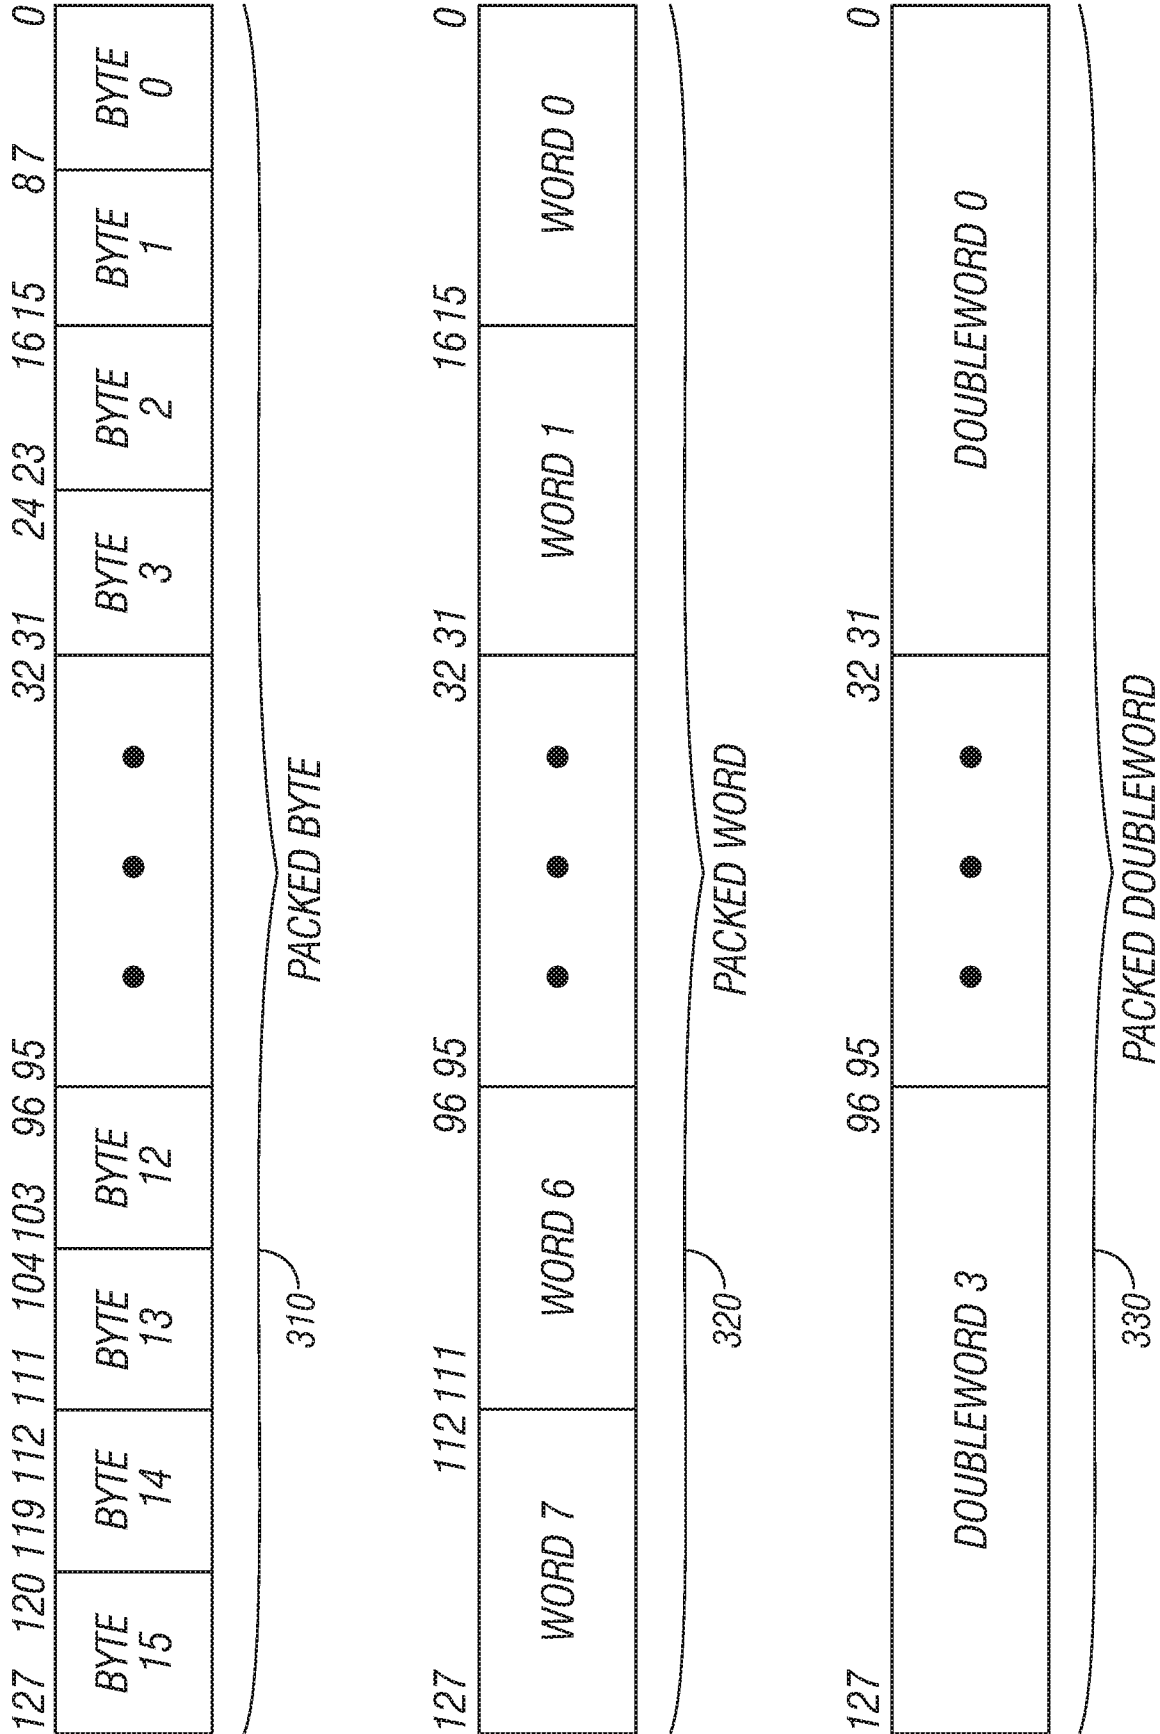 127 120 119 112 111 104 103 96 95 32 31 24 23 16 15 8 7 0
BYTE 15
BYTE 14
BYTE 13
BYTE 12
BYTE 3
BYTE 2
BYTE 1
BYTE 0
310
PACKED BYTE
127 112 111 96 95 32 31 16 15 0
WORD 7
WORD 6
WORD 1
WORD 0
320
PACKED WORD
127 96 95 32 31 0
DOUBLEWORD 3
DOUBLEWORD 0
330
PACKED DOUBLEWORD